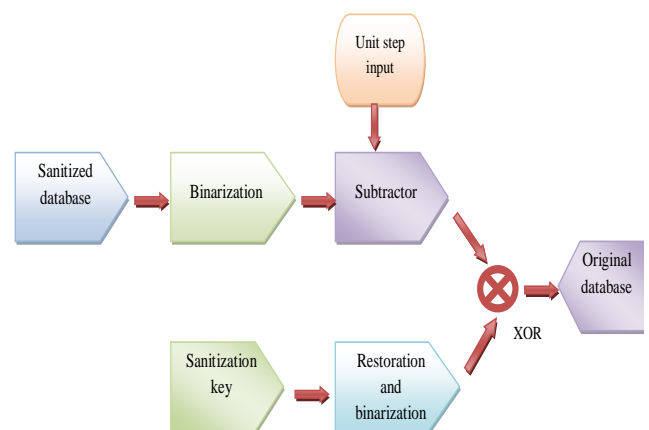 Unit step
input
Sanitized
database
Binarization
Subtractor
Original
database
XOR
Sanitization
key
Restoration
and
binarization